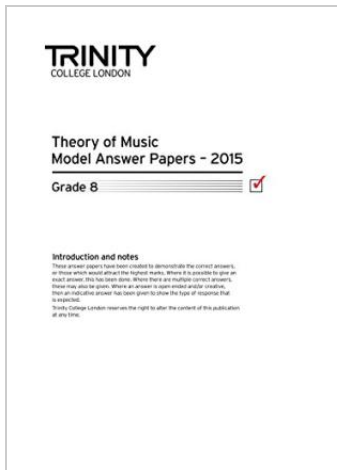 TRINITY
COLLEGE LONDON
Theory of Music
Model Answer Papers – 2015
Grade 8
Introduction and notes
These answer papers have been created to demonstrate the correct answers,
or those which would attract the highest marks. Where it is possible to give an
exact answer, this has been done. Where there are multiple correct answers,
these may also be given. Where an answer is open ended and/or creative,
then an indicative answer has been given to show the type of response that
is expected.
Trinity College London reserves the right to alter the content of this publication
at any time.